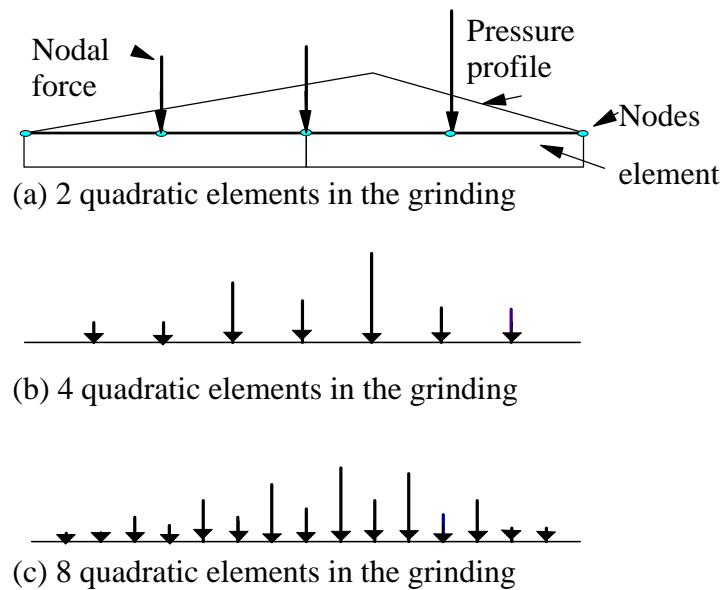 Nodal
force
Pressure
profile
Nodes
element
(a) 2 quadratic elements in the grinding
(b) 4 quadratic elements in the grinding
(c) 8 quadratic elements in the grinding